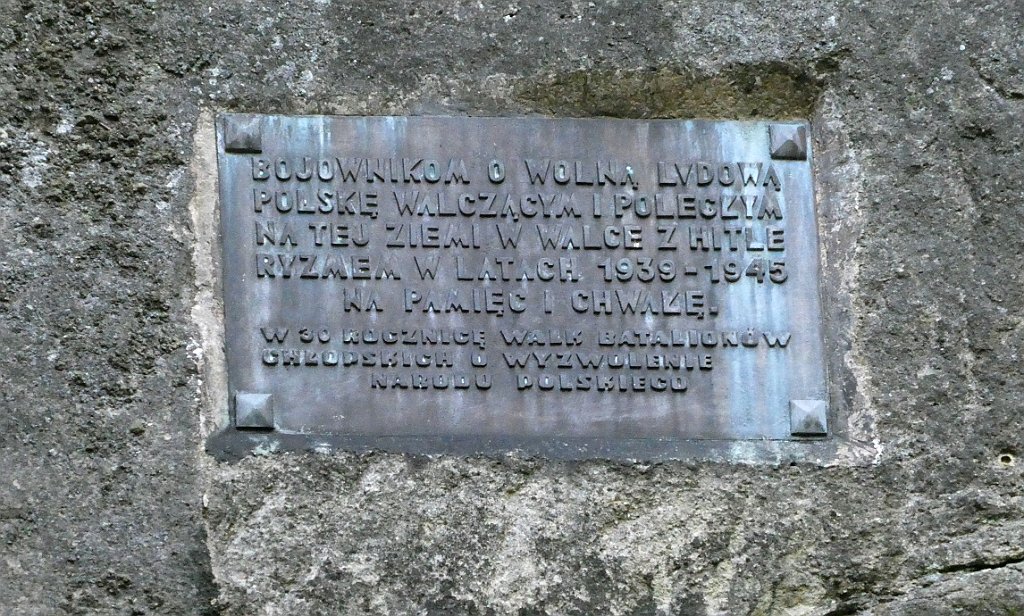 BOJOWNIKOM O WOLNĄ LVDOWĄ
POLSKĘ WALCZĄCYM I POLEGŁYM
NA TEJ ZIEMI W WALCE Z HITLE
RYZMEM W LATACH 1939-1945
NA PAMIĘĆ I CHWAŁĘ.
W 30 ROCZNICĘ WALK BATALIONÓW
CHŁOPSKICH O WYZWOLENIE
NARODU POLSKIEGO